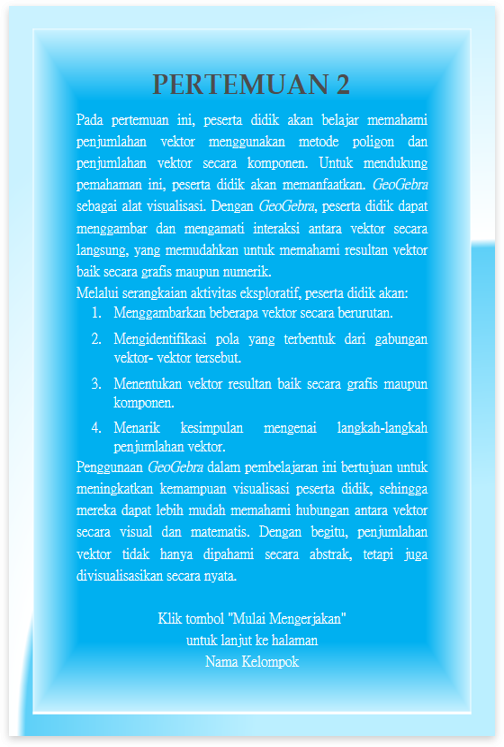 PERTEMUAN 2
Pada pertemuan ini, peserta didik akan belajar memahami
penjumlahan vektor menggunakan metode poligon dan
penjumlahan vektor secara komponen. Untuk mendukung
pemahaman ini, peserta didik akan memanfaatkan. GeoGebra
sebagai alat visualisasi. Dengan GeoGebra, peserta didik dapat
menggambar dan mengamati interaksi antara vektor secara
langsung, yang memudahkan untuk memahami resultan vektor
baik secara grafis maupun numerik.
Melalui serangkaian aktivitas eksploratif, peserta didik akan:
1. Menggambarkan beberapa vektor secara berurutan.
2. Mengidentifikasi pola yang terbentuk dari gabungan
vektor- vektor tersebut.
3. Menentukan vektor resultan baik secara grafis maupun
komponen.
4. Menarik kesimpulan mengenai langkah-langkah
penjumlahan vektor.
Penggunaan GeoGebra dalam pembelajaran ini bertujuan untuk
meningkatkan kemampuan visualisasi peserta didik, sehingga
mereka dapat lebih mudah memahami hubungan antara vektor
secara visual dan matematis. Dengan begitu, penjumlahan
vektor tidak hanya dipahami secara abstrak, tetapi juga
divisualisasikan secara nyata.
Klik tombol "Mulai Mengerjakan"
untuk lanjut ke halaman
Nama Kelompok